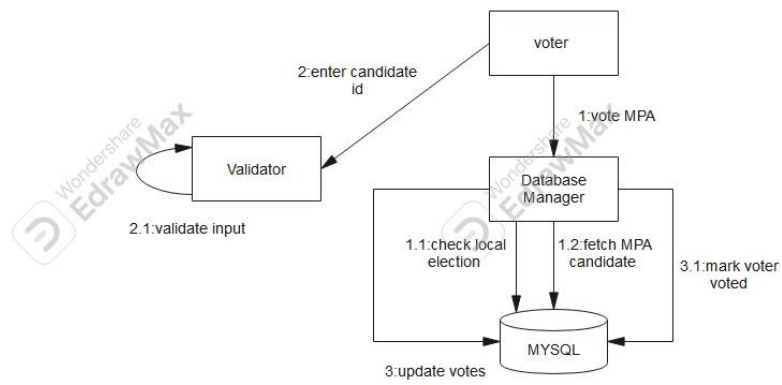 voter
2:enter candidate
id
1:vote MPA
Wondershare
EdrawMax
Wondershare
EdrawMax
Validator
Database
Manager
2.1:validate input
1.1:check local
election
1.2:fetch MPA
candidate
3.1:mark voter
voted
MYSQL
3:update votes